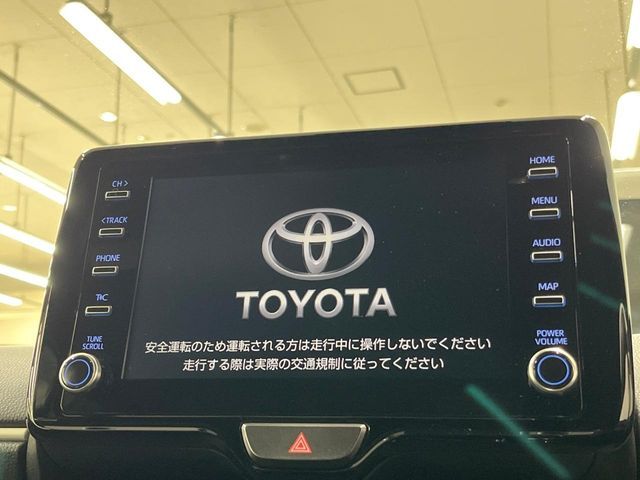 CH>
<TRACK
PHONE
T*C
TUNE
SCROLL
TOYOTA
安全運転のため運転される方は走行中に操作しないでください
走行する際は実際の交通規制に従ってください
HOME
MENU
AUDIO
MAP
POWER
VOLUME